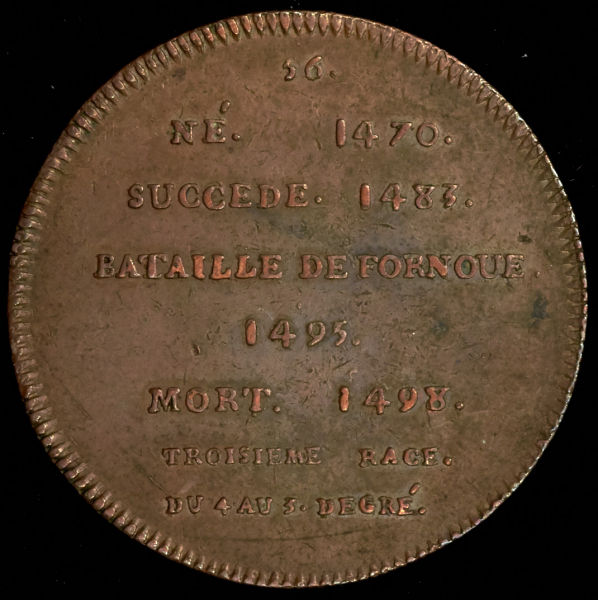 56.
NÉ. 1470.
SUCCEDE. 1483.
BATAILLE DE FORNOUE.
1495.
MORT. 1498.
TROISIEME RACE.
DU 4 AU 5. DEGRÉ.